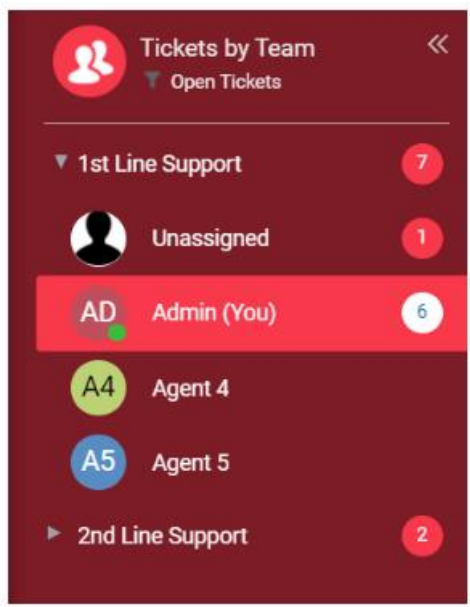 Tickets by Team
Open Tickets
1st Line Support 7
Unassigned 1
AD Admin (You) 6
A4 Agent 4
A5 Agent 5
2nd Line Support 2